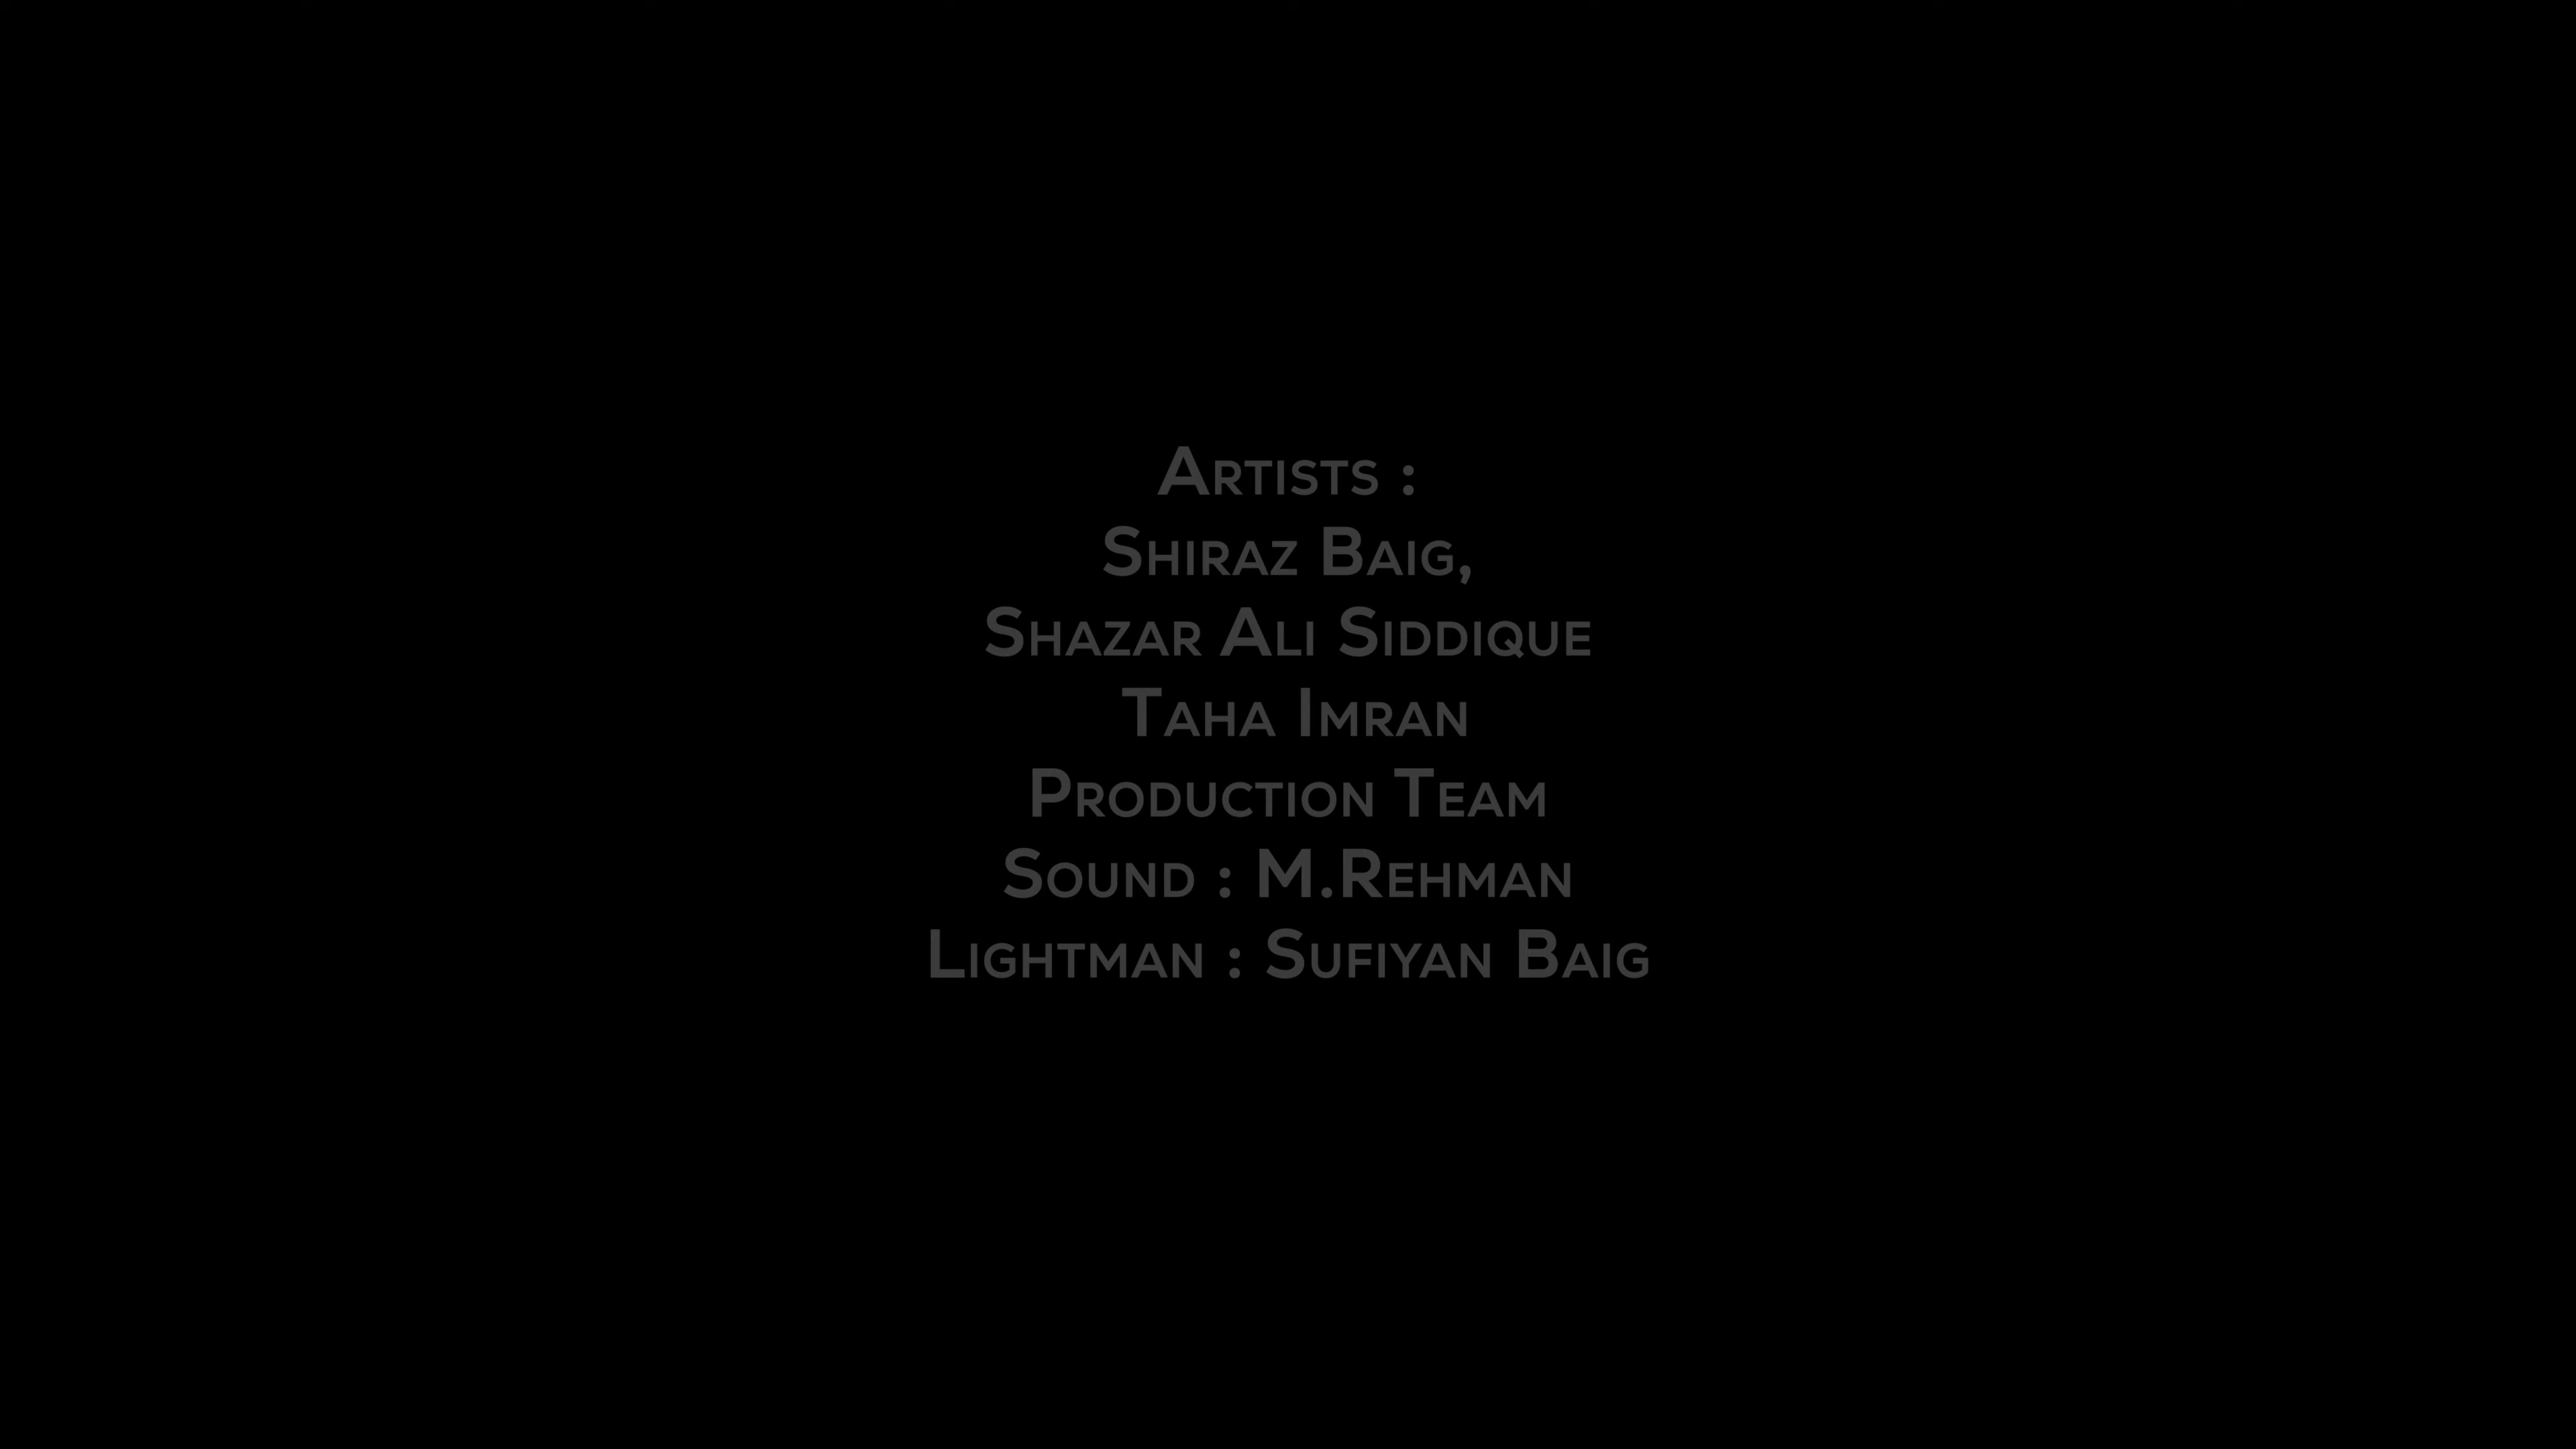 Artists :
Shiraz Baig,
Shazar Ali Siddique
Taha Imran
Production Team
Sound : M.Rehman
Lightman : Sufiyan Baig